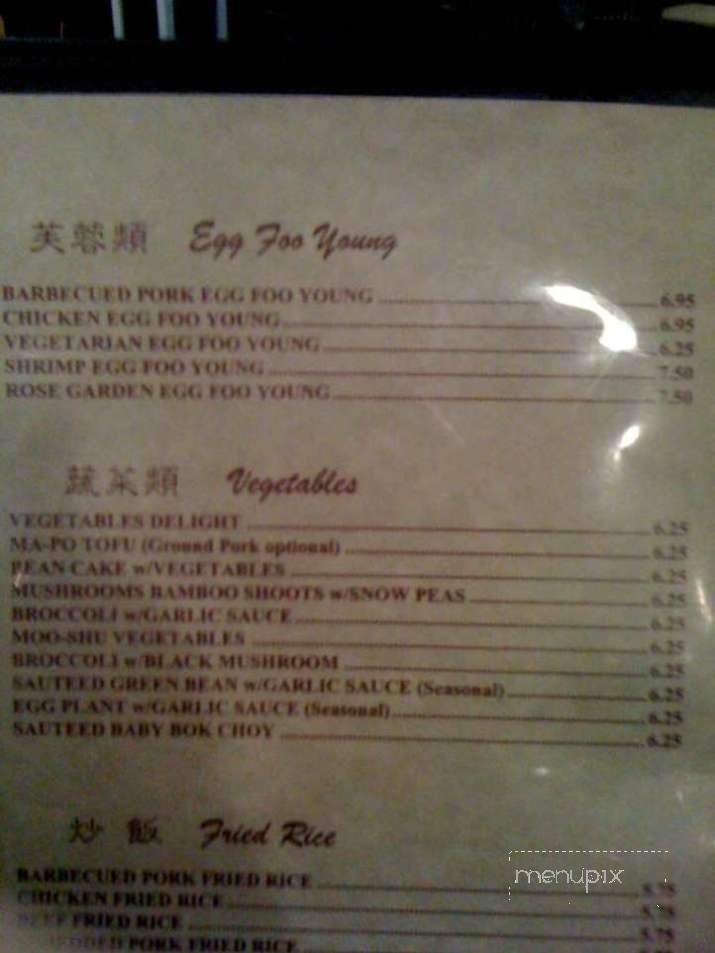 芙蓉類 Egg Foo Young
BARBECUED PORK EGG FOO YOUNG 6.95
CHICKEN EGG FOO YOUNG 6.95
VEGETARIAN EGG FOO YOUNG 6.25
SHRIMP EGG FOO YOUNG 7.50
ROSE GARDEN EGG FOO YOUNG 7.50
蔬菜類 Vegetables
VEGETABLES DELIGHT 6.25
MA-PO TOFU (Ground Pork optional) 6.25
BEAN CAKE w/VEGETABLES 6.25
MUSHROOMS BAMBOO SHOOTS w/SNOW PEAS 6.25
BROCCOLI w/GARLIC SAUCE 6.25
MOO-SHU VEGETABLES 6.25
BROCCOLI w/BLACK MUSHROOM 6.25
SAUTEED GREEN BEAN w/GARLIC SAUCE (Seasonal) 6.25
EGG PLANT w/GARLIC SAUCE (Seasonal) 6.25
SAUTEED BABY BOK CHOY 6.25
炒飯 Fried Rice
BARBECUED PORK FRIED RICE 5.75
CHICKEN FRIED RICE 5.75
BEEF FRIED RICE 5.75
PORK FRIED RICE
menupix